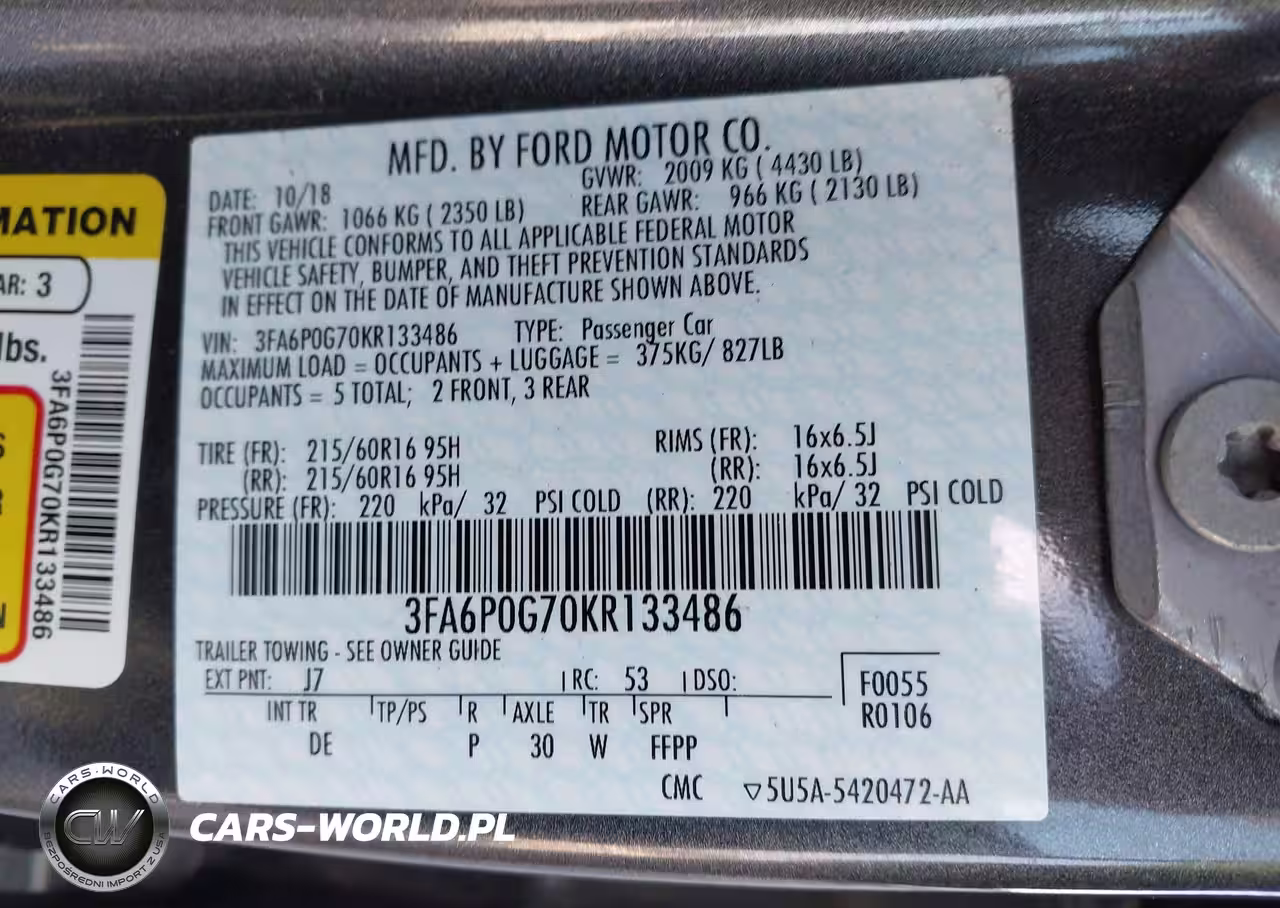 MATION
AR: 3
lbs.
3FA6P0G70KR133486
MFD. BY FORD MOTOR CO.
DATE: 10/18 GVWR: 2009 KG ( 4430 LB)
FRONT GAWR: 1066 KG ( 2350 LB) REAR GAWR: 966 KG ( 2130 LB)
THIS VEHICLE CONFORMS TO ALL APPLICABLE FEDERAL MOTOR
VEHICLE SAFETY, BUMPER, AND THEFT PREVENTION STANDARDS
IN EFFECT ON THE DATE OF MANUFACTURE SHOWN ABOVE.
VIN: 3FA6P0G70KR133486 TYPE: Passenger Car
MAXIMUM LOAD = OCCUPANTS + LUGGAGE = 375KG/ 827LB
OCCUPANTS = 5 TOTAL; 2 FRONT, 3 REAR
TIRE (FR): 215/60R16 95H RIMS (FR): 16x6.5J
(RR): 215/60R16 95H (RR): 16x6.5J
PRESSURE (FR): 220 kPa/ 32 PSI COLD (RR): 220 kPa/ 32 PSI COLD
3FA6P0G70KR133486
TRAILER TOWING - SEE OWNER GUIDE
EXT PNT: J7 RC: 53 DSO: F0055
INT TR TP/PS R AXLE TR SPR R0106
DE P 30 W FFPP
CMC ▽5U5A-5420472-AA
CARS-WORLD
CW
BEZPOŚREDNI IMPORT Z USA
CARS-WORLD.PL